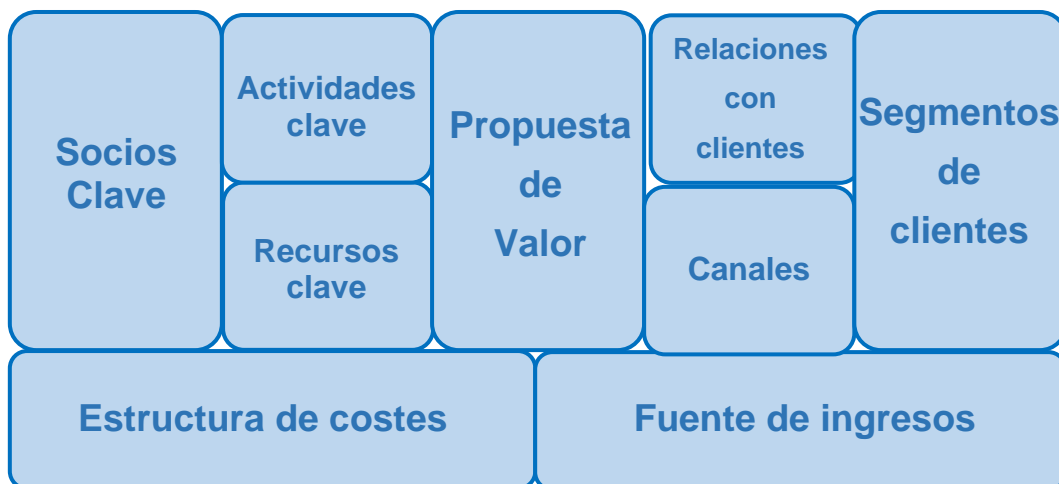 Socios
Clave
Actividades
clave
Recursos
clave
Propuesta
de
Valor
Relaciones
con
clientes
Canales
Segmentos
de
clientes
Estructura de costes
Fuente de ingresos